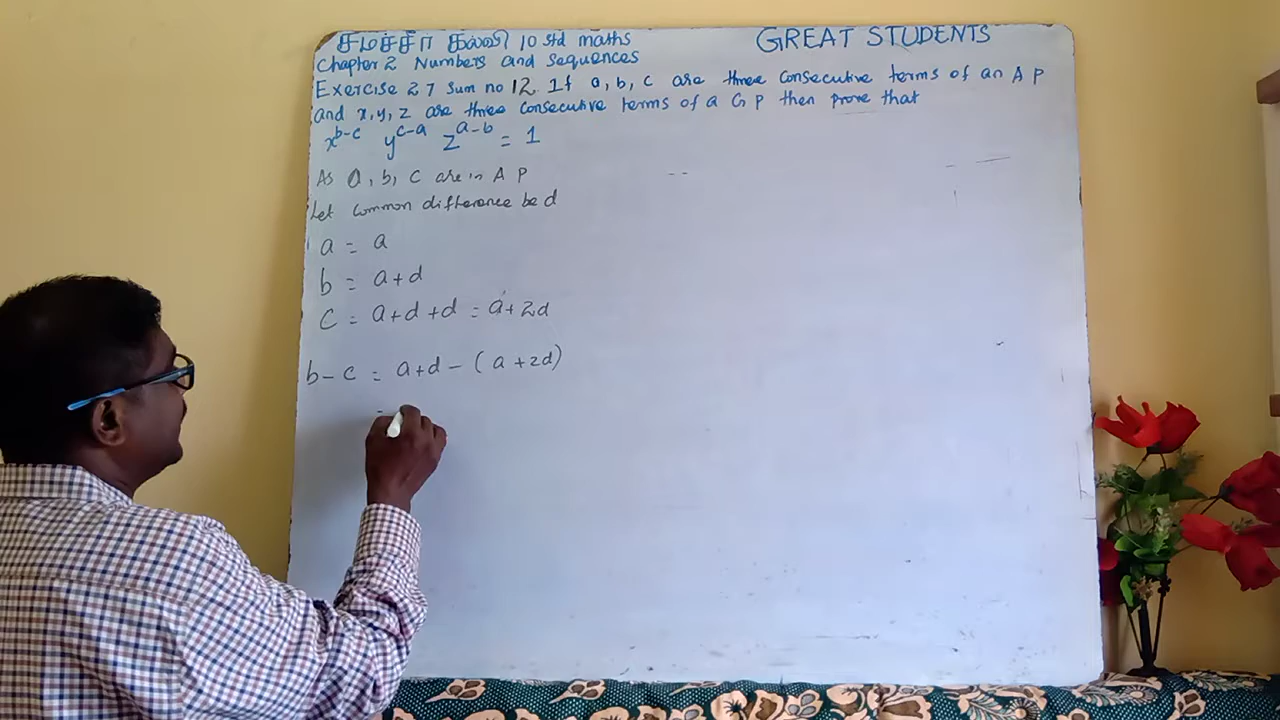 சமச்சீர் கல்வி 10 std maths
GREAT STUDENTS
Chapter 2 Numbers and sequences
Exercise 2.7 Sum no 12. If a, b, c are three consecutive terms of an A P
and x, y, z are three consecutive terms of a G P then prove that
x^{b-c} y^{c-a} z^{a-b} = 1
As a, b, c are in A P
Let common difference be d
a = a
b = a+d
c = a+d+d = a+2d
b-c = a+d-(a+2d)